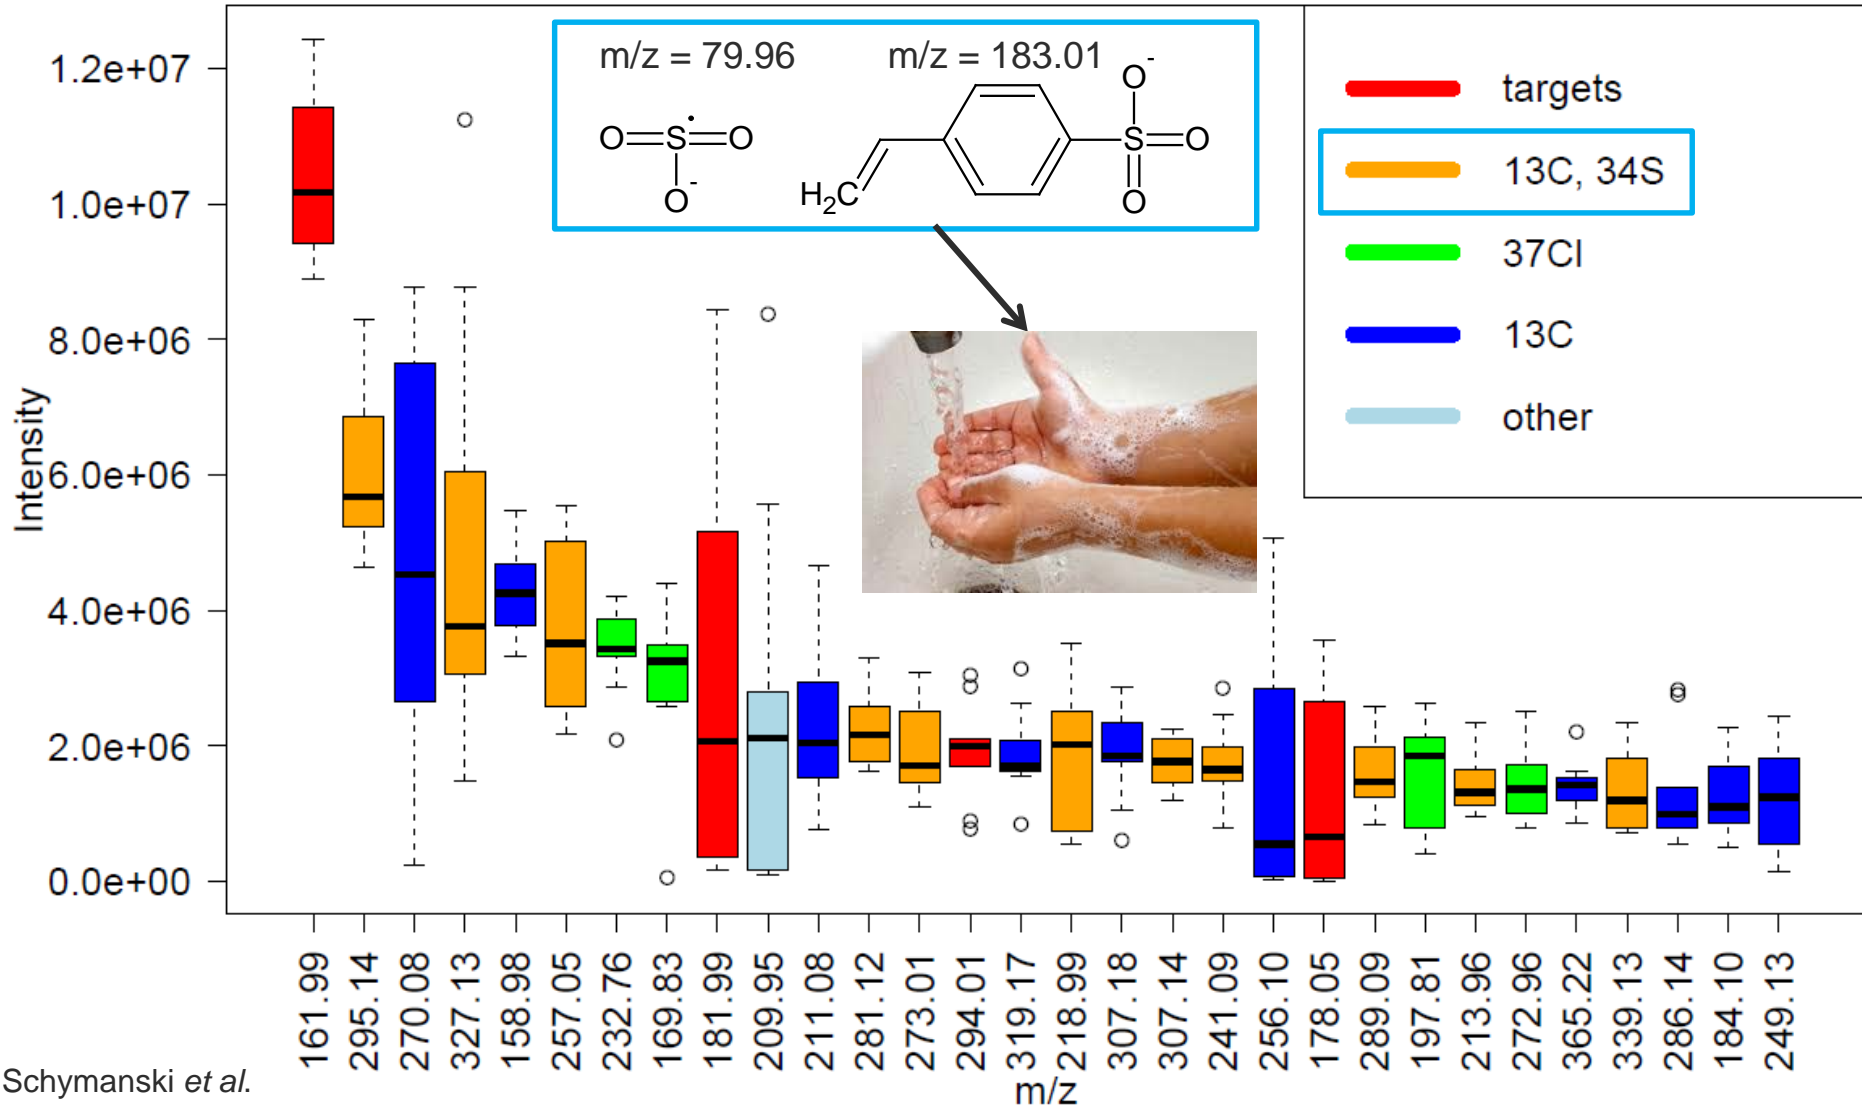 m/z = 79.96
m/z = 183.01
O
S
O
O-
H2C
O-
S
O
O
targets
13C, 34S
37Cl
13C
other
Intensity
1.2e+07
1.0e+07
8.0e+06
6.0e+06
4.0e+06
2.0e+06
0.0e+00
161.99
295.14
270.08
327.13
158.98
257.05
232.76
169.83
181.99
209.95
211.08
281.12
273.01
294.01
319.17
218.99
307.18
307.14
241.09
256.10
178.05
289.09
197.81
213.96
272.96
365.22
339.13
286.14
184.10
249.13
m/z
Schymanski et al.